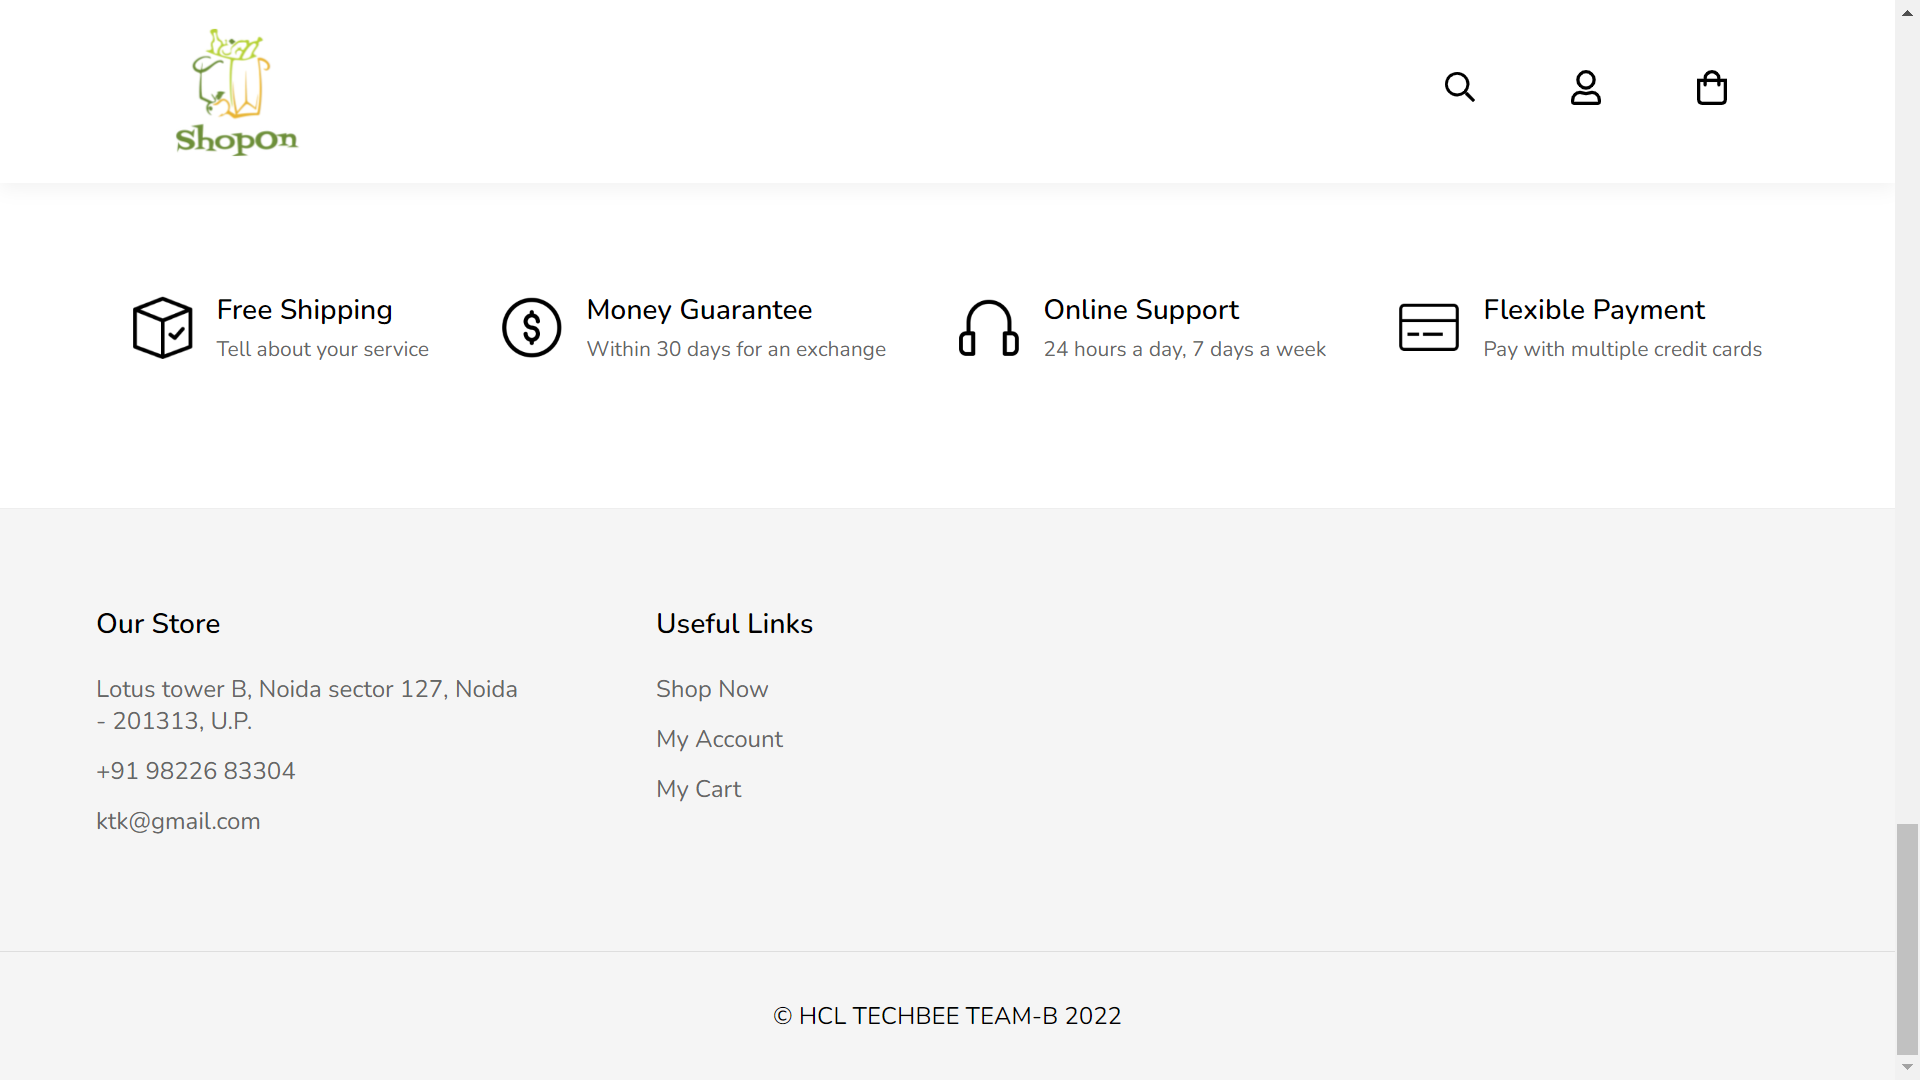 ShopOn
Free Shipping
Tell about your service
Money Guarantee
Within 30 days for an exchange
Online Support
24 hours a day, 7 days a week
Flexible Payment
Pay with multiple credit cards
Our Store
Lotus tower B, Noida sector 127, Noida
- 201313, U.P.
+91 98226 83304
ktk@gmail.com
Useful Links
Shop Now
My Account
My Cart
© HCL TECHBEE TEAM-B 2022